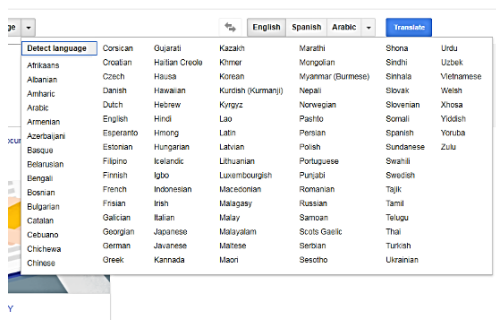 ge
English Spanish Arabic
Translate
Detect language
Afrikaans
Albanian
Amharic
Arabic
Armenian
Azerbaijani
Basque
Belarusian
Bengali
Bosnian
Bulgarian
Catalan
Cebuano
Chichewa
Chinese
Corsican
Croatian
Czech
Danish
Dutch
English
Esperanto
Estonian
Filipino
Finnish
French
Frisian
Galician
Georgian
German
Greek
Gujarati
Haitian Creole
Hausa
Hawaiian
Hebrew
Hindi
Hmong
Hungarian
Icelandic
Igbo
Indonesian
Irish
Italian
Japanese
Javanese
Kannada
Kazakh
Khmer
Korean
Kurdish (Kurmanji)
Kyrgyz
Lao
Latin
Latvian
Lithuanian
Luxembourgish
Macedonian
Malagasy
Malay
Malayalam
Maltese
Maori
Marathi
Mongolian
Myanmar (Burmese)
Nepali
Norwegian
Pashto
Persian
Polish
Portuguese
Punjabi
Romanian
Russian
Samoan
Scots Gaelic
Serbian
Sesotho
Shona
Sindhi
Sinhala
Slovak
Slovenian
Somali
Spanish
Sundanese
Swahili
Swedish
Tajik
Tamil
Telugu
Thai
Turkish
Ukrainian
Urdu
Uzbek
Vietnamese
Welsh
Xhosa
Yiddish
Yoruba
Zulu
ocur
Y